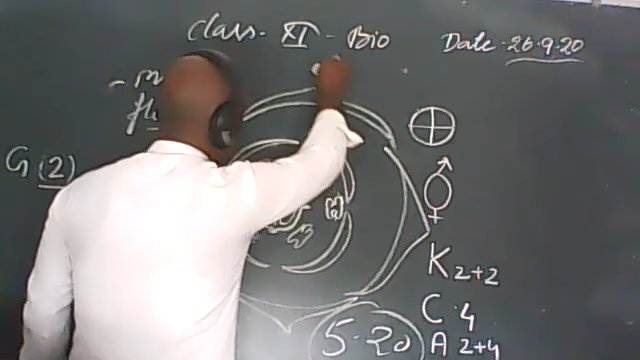 Class - XI - Bio
Date - 26.9.20
G (2)
K 2+2
C 4
5.20
A 2+4